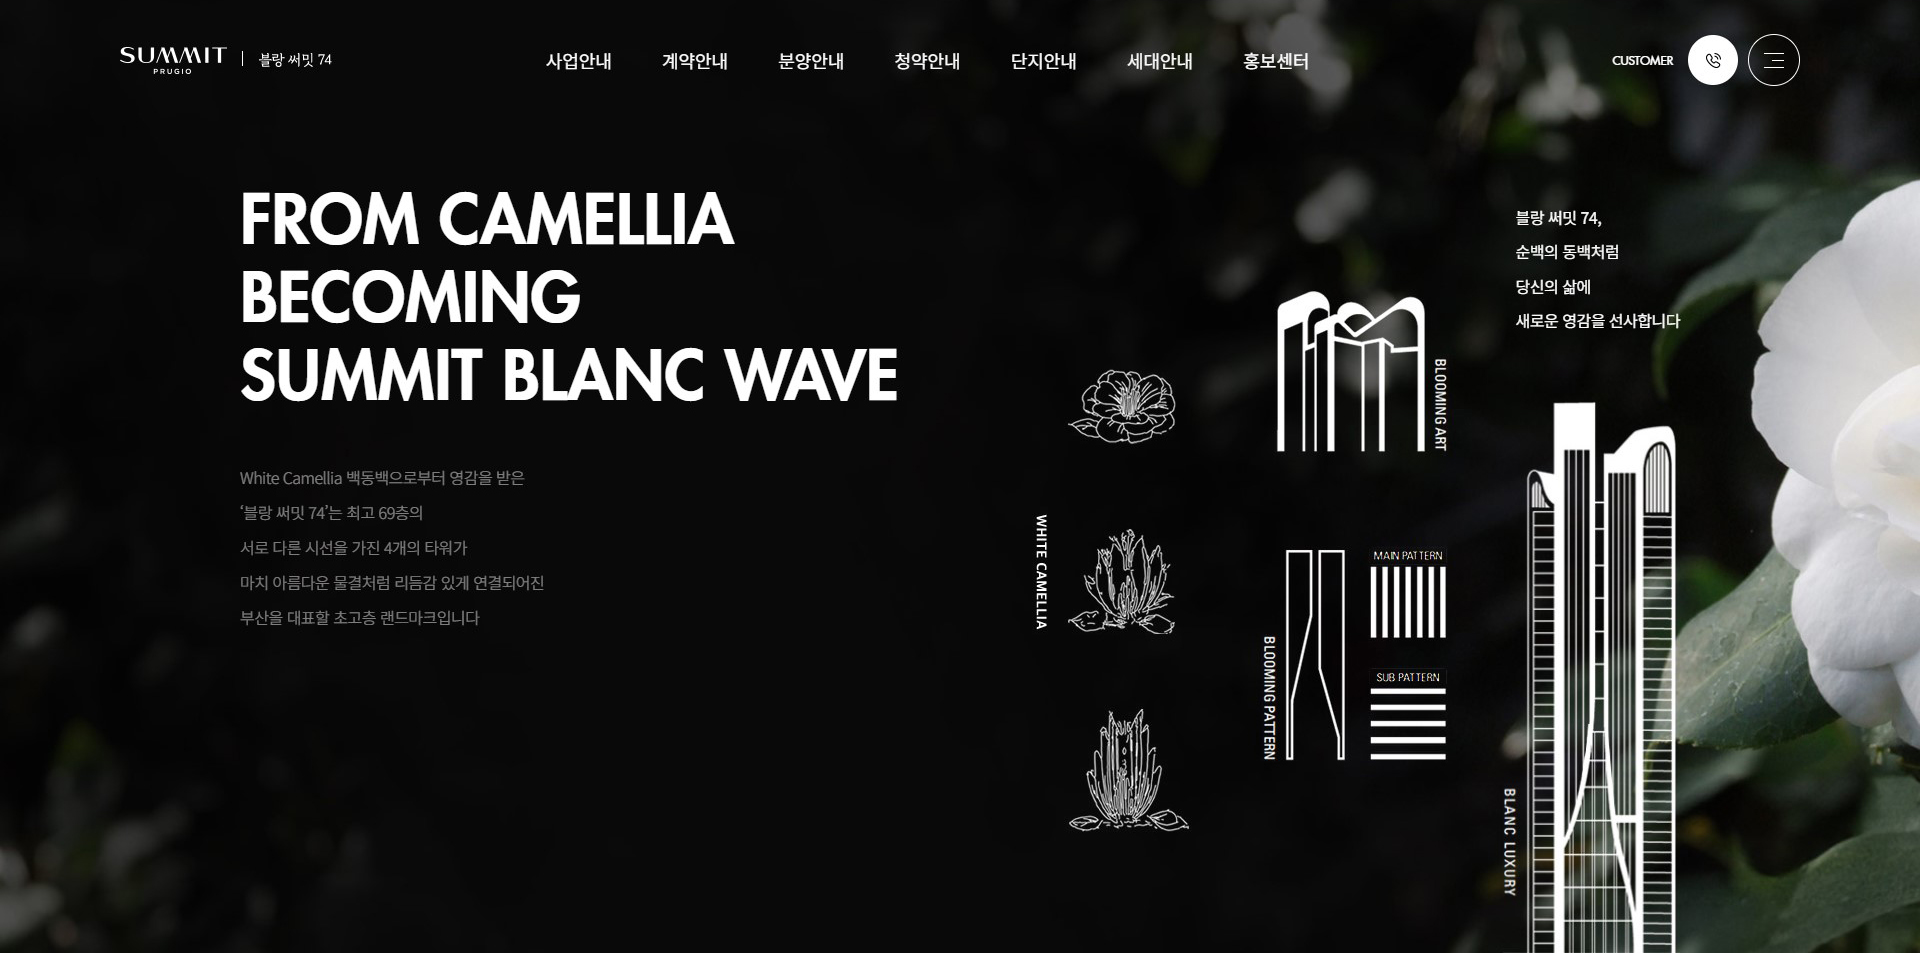 SUMMIT
PRUGIO
블랑 써밋 74
사업안내
계약안내
분양안내
청약안내
단지안내
세대안내
홍보센터
CUSTOMER
FROM CAMELLIA
BECOMING
SUMMIT BLANC WAVE
White Camellia 백동백으로부터 영감을 받은
‘블랑 써밋 74’는 최고 69층의
서로 다른 시선을 가진 4개의 타워가
마치 아름다운 물결처럼 리듬감 있게 연결되어진
부산을 대표할 초고층 랜드마크입니다
블랑 써밋 74,
순백의 동백처럼
당신의 삶에
새로운 영감을 선사합니다
WHITE CAMELLIA
BLOOMING ART
BLOOMING PATTERN
MAIN PATTERN
SUB PATTERN
BLANC LUXURY